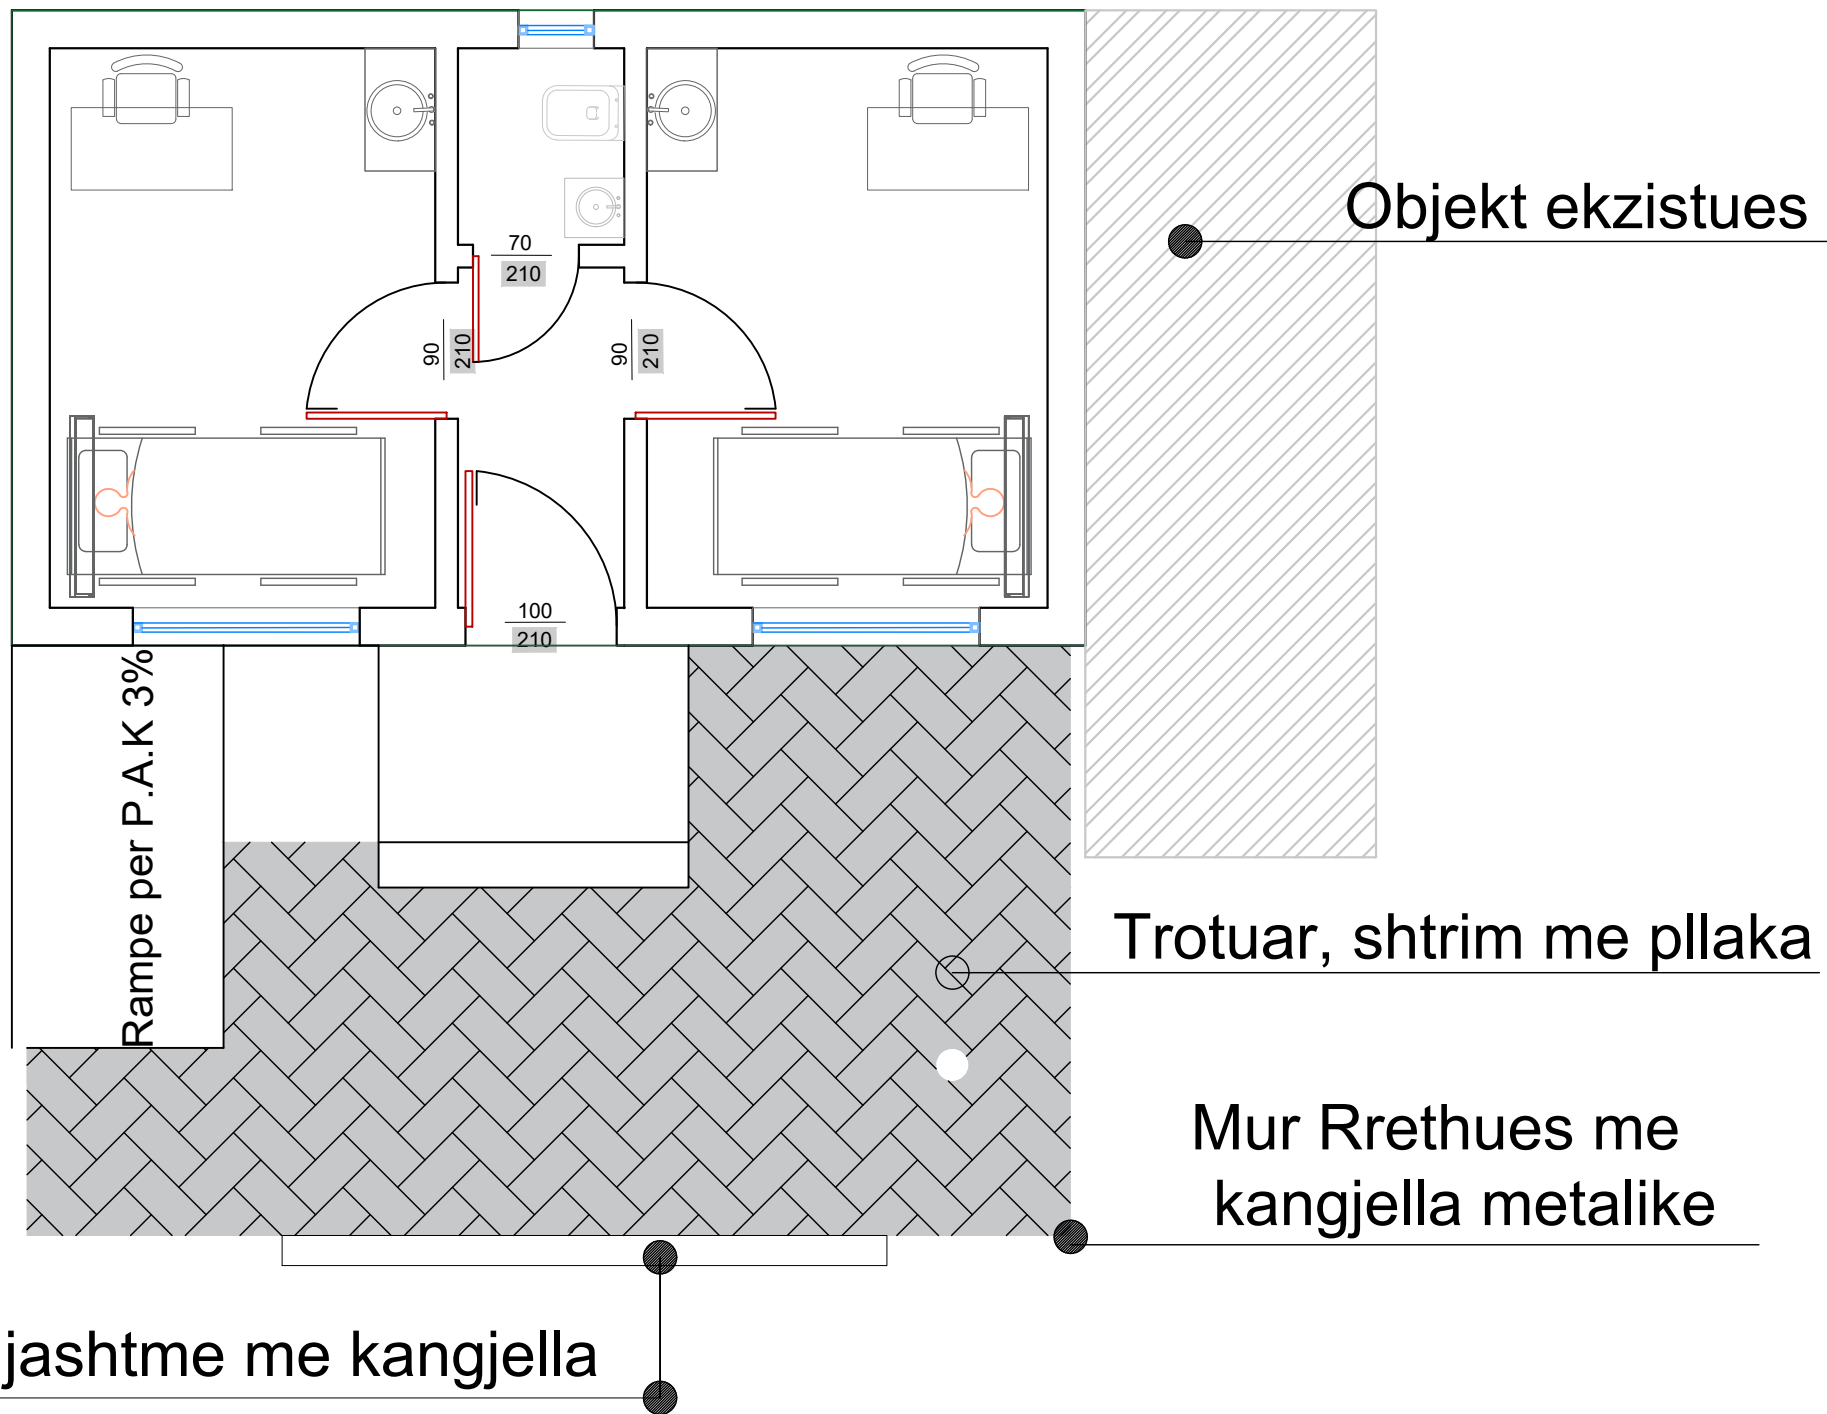 Objekt ekzistues
70
210
90
210
90
210
100
210
Rampe per P.A.K 3%
Trotuar, shtrim me pllaka
Mur Rrethues me
kangjella metalike
jashtme me kangjella